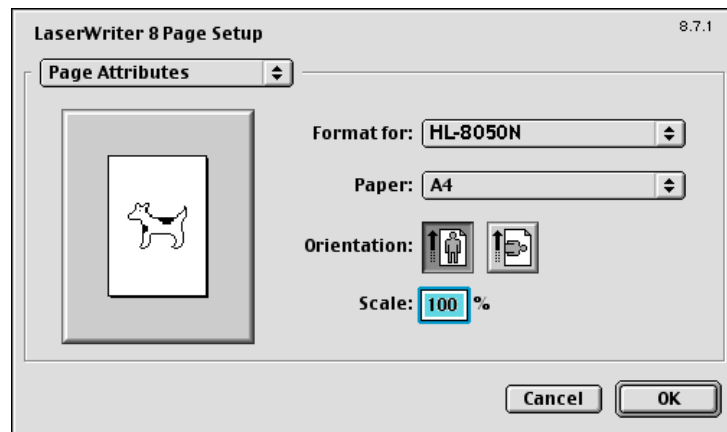 LaserWriter 8 Page Setup 8.7.1
Page Attributes
Format for: HL-8050N
Paper: A4
Orientation:
Scale: 100 %
Cancel OK